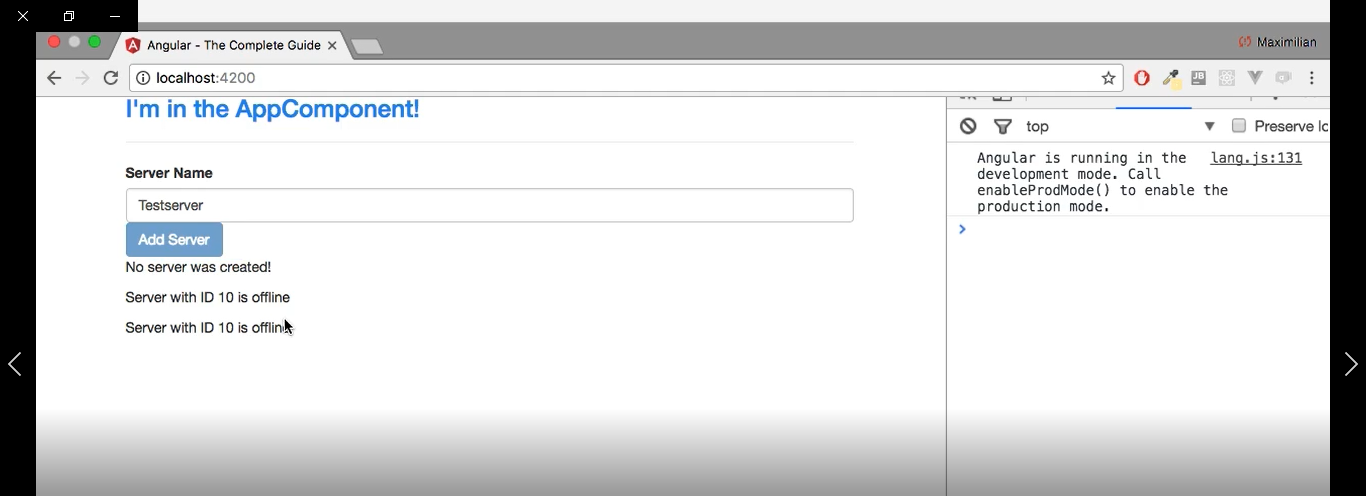 Angular - The Complete Guide
Maximilian
localhost:4200
I'm in the AppComponent!
top
Preserve lo
Server Name
Testserver
Add Server
No server was created!
Server with ID 10 is offline
Server with ID 10 is offline
Angular is running in the lang.js:131
development mode. Call
enableProdMode() to enable the
production mode.